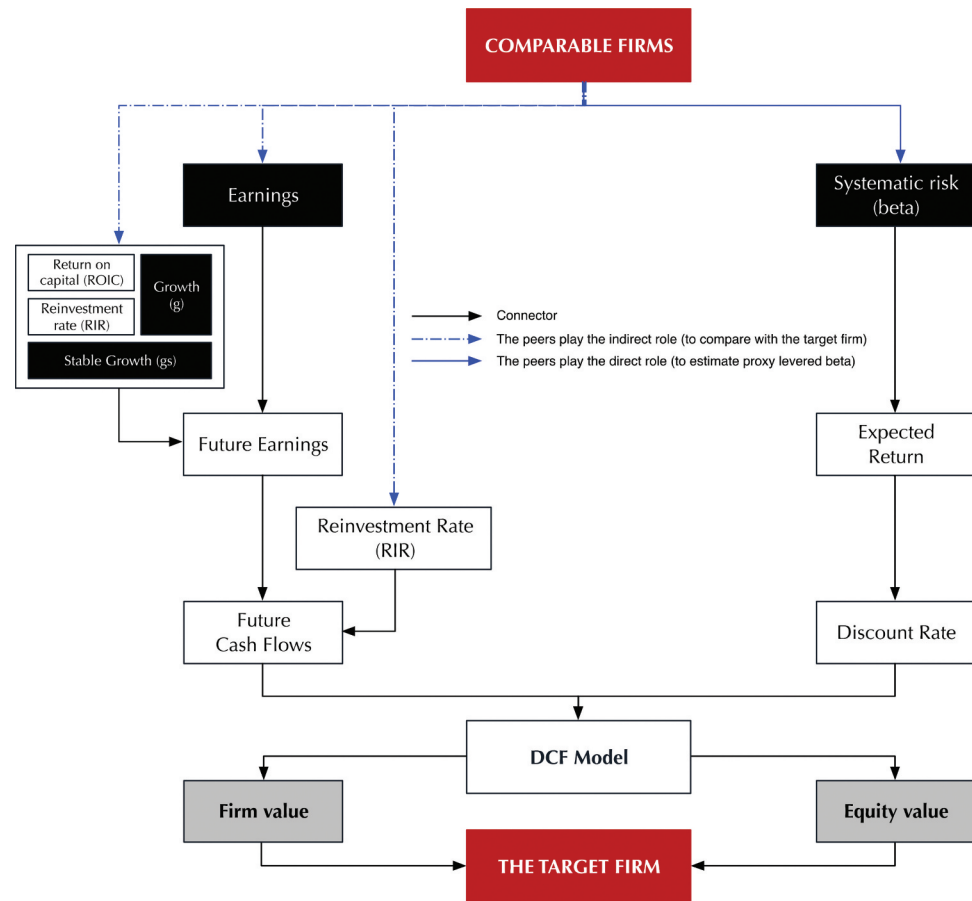 COMPARABLE FIRMS
Earnings
Systematic risk
(beta)
Return on
capital (ROIC)
Growth
(g)
Reinvestment
rate (RIR)
Stable Growth (gs)
Connector
The peers play the indirect role (to compare with the target firm)
The peers play the direct role (to estimate proxy levered beta)
Future Earnings
Expected
Return
Reinvestment Rate
(RIR)
Future
Cash Flows
Discount Rate
DCF Model
Firm value
Equity value
THE TARGET FIRM